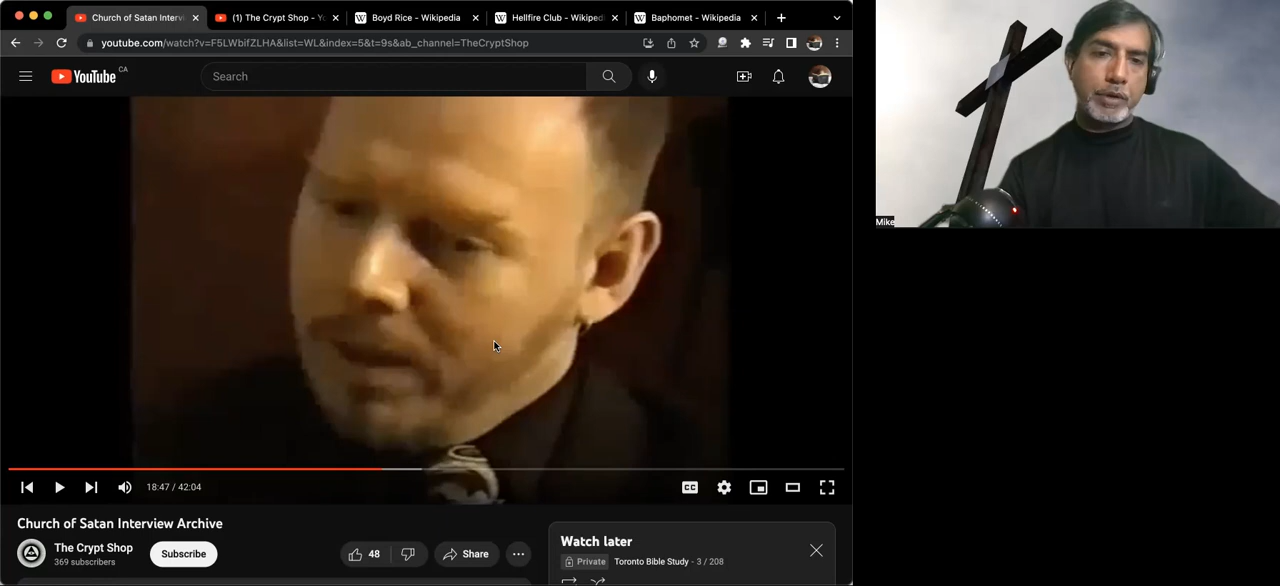 Church of Satan Intervi
(1) The Crypt Shop - Yo
Boyd Rice - Wikipedia
Hellfire Club - Wikiped
Baphomet - Wikipedia
youtube.com/watch?v=F5LWbifZLHA&list=WL&index=5&t=9s&ab_channel=TheCryptShop
YouTube CA
Search
Mike
18:47 / 42:04
CC
Church of Satan Interview Archive
The Crypt Shop
369 subscribers
Subscribe
48
Share
Watch later
Private
Toronto Bible Study - 3 / 208